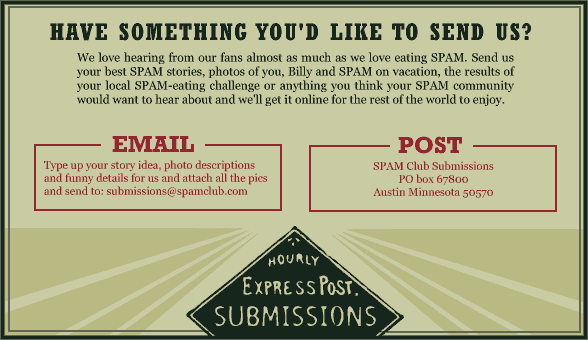 HAVE SOMETHING YOU'D LIKE TO SEND US?
We love hearing from our fans almost as much as we love eating SPAM. Send us
your best SPAM stories, photos of you, Billy and SPAM on vacation, the results of
your local SPAM-eating challenge or anything you think your SPAM community
would want to hear about and we'll get it online for the rest of the world to enjoy.
EMAIL
Type up your story idea, photo descriptions
and funny details for us and attach all the pics
and send to: submissions@spamclub.com
POST
SPAM Club Submissions
PO box 67800
Austin Minnesota 50570
HOURLY
EXPRESS POST.
SUBMISSIONS